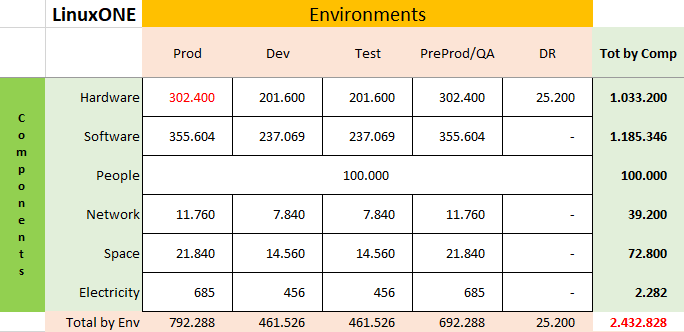 LinuxONE Environments
Prod Dev Test PreProd/QA DR Tot by Comp
Components
Hardware 302.400 201.600 201.600 302.400 25.200 1.033.200
Software 355.604 237.069 237.069 355.604 - 1.185.346
People 100.000 100.000
Network 11.760 7.840 7.840 11.760 - 39.200
Space 21.840 14.560 14.560 21.840 - 72.800
Electricity 685 456 456 685 - 2.282
Total by Env 792.288 461.526 461.526 692.288 25.200 2.432.828